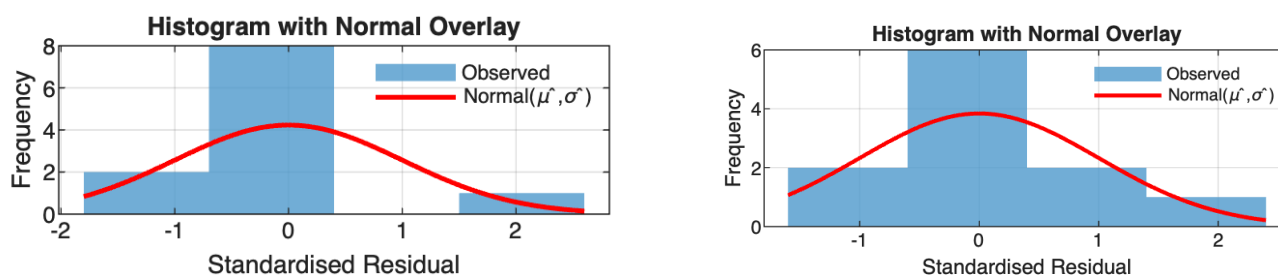 Histogram with Normal Overlay
8
6
4
2
0
Frequency
Observed
Normal(μ^,σ^)
-2 -1 0 1 2
Standardised Residual
Histogram with Normal Overlay
6
4
2
0
Frequency
Observed
Normal(μ^,σ^)
-1 0 1 2
Standardised Residual